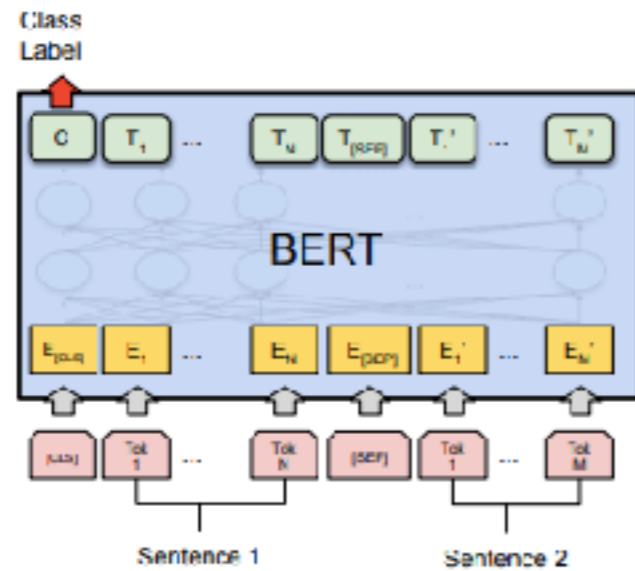 Class
Label
C T1 ... TN T[SEP] T1' ... TM'
BERT
E[CLS] E1 ... EN E[SEP] E1' ... EM'
[CLS] Tok 1 ... Tok N [SEP] Tok 1 ... Tok M
Sentence 1 Sentence 2